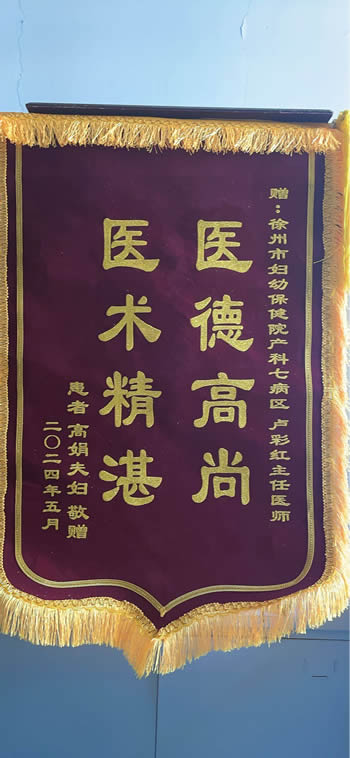 赠：徐州市妇幼保健院产科七病区 卢彩红主任医师
医德高尚
医术精湛
患者高娟夫妇敬赠
二〇二四年五月